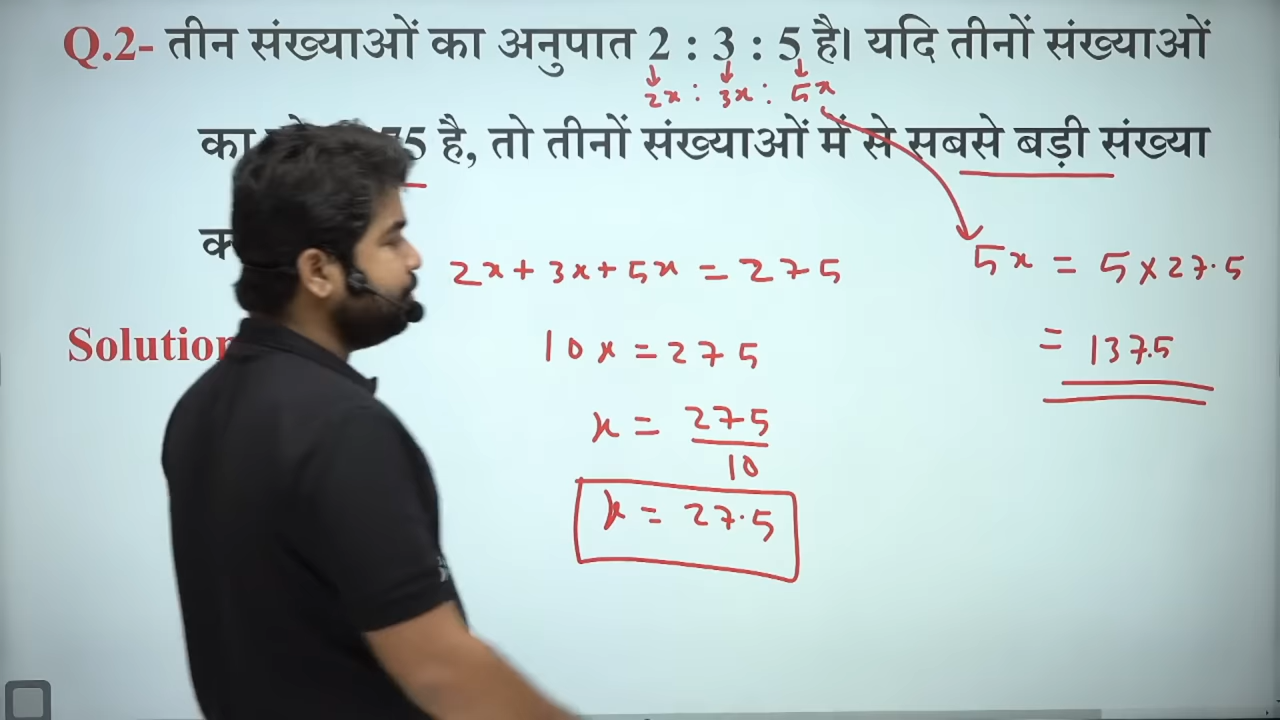 Q.2- तीन संख्याओं का अनुपात 2 : 3 : 5 है। यदि तीनों संख्याओं
2x : 3x : 5x
का 75 है, तो तीनों संख्याओं में से सबसे बड़ी संख्या
2x + 3x + 5x = 275
5x = 5 × 27.5
Solution
10x = 275
= 137.5
x = 275
10
x = 27.5